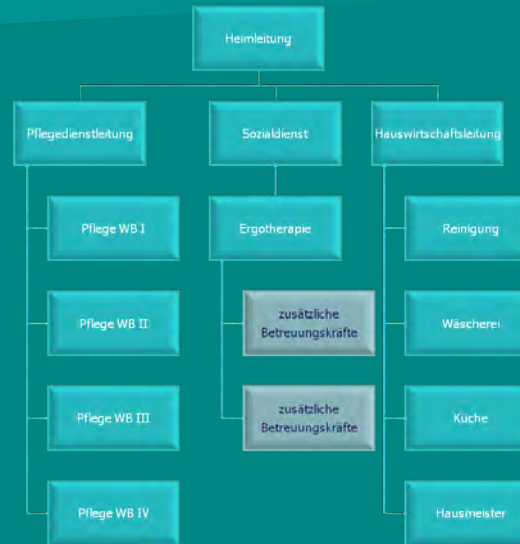 Heimleitung
Pflegedienstleitung
Sozialdienst
Hauswirtschaftsleitung
Pflege WB I
Ergotherapie
Reinigung
Pflege WB II
zusätzliche
Betreuungskräfte
Wäscherei
Pflege WB III
zusätzliche
Betreuungskräfte
Küche
Pflege WB IV
Hausmeister